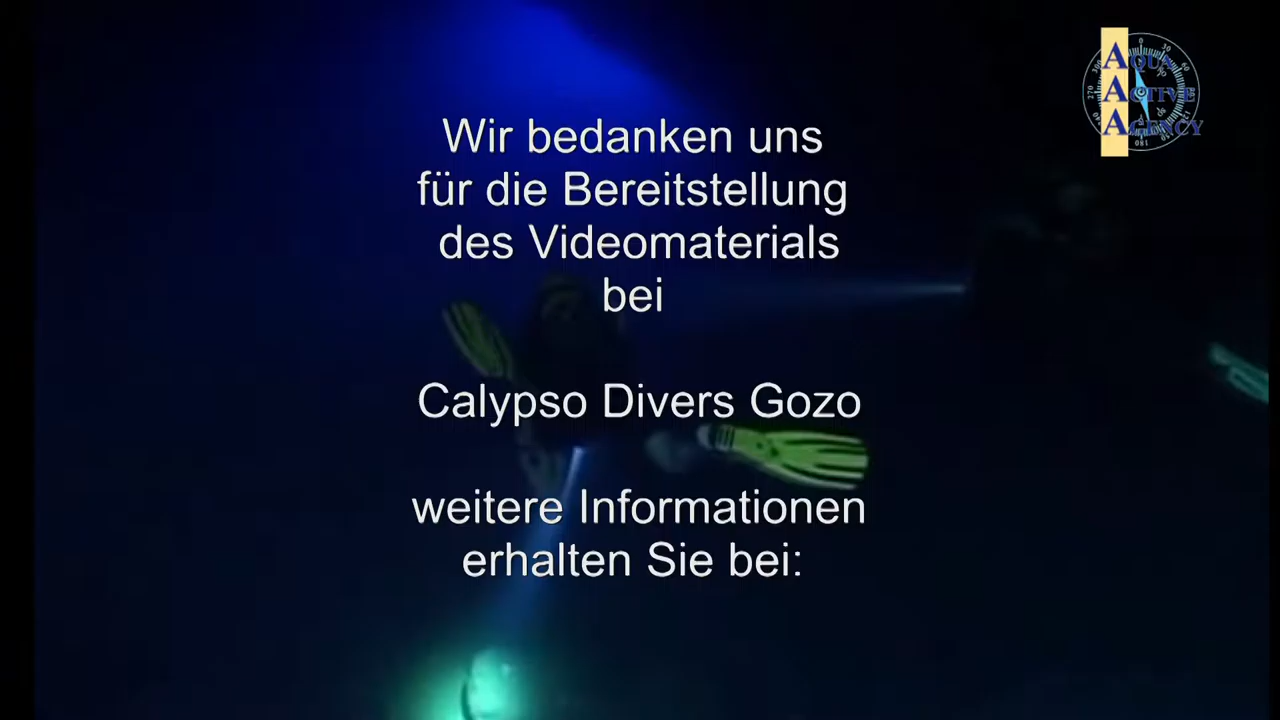 Wir bedanken uns
für die Bereitstellung
des Videomaterials
bei
Calypso Divers Gozo
weitere Informationen
erhalten Sie bei:
AQUA
ACTIVE
AGENCY